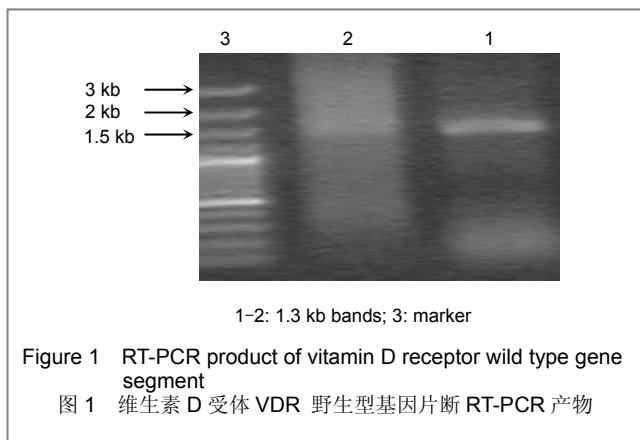 3 2 1
3 kb
2 kb
1.5 kb
1-2: 1.3 kb bands; 3: marker
Figure 1 RT-PCR product of vitamin D receptor wild type gene
segment
图 1 维生素 D 受体 VDR 野生型基因片断 RT-PCR 产物